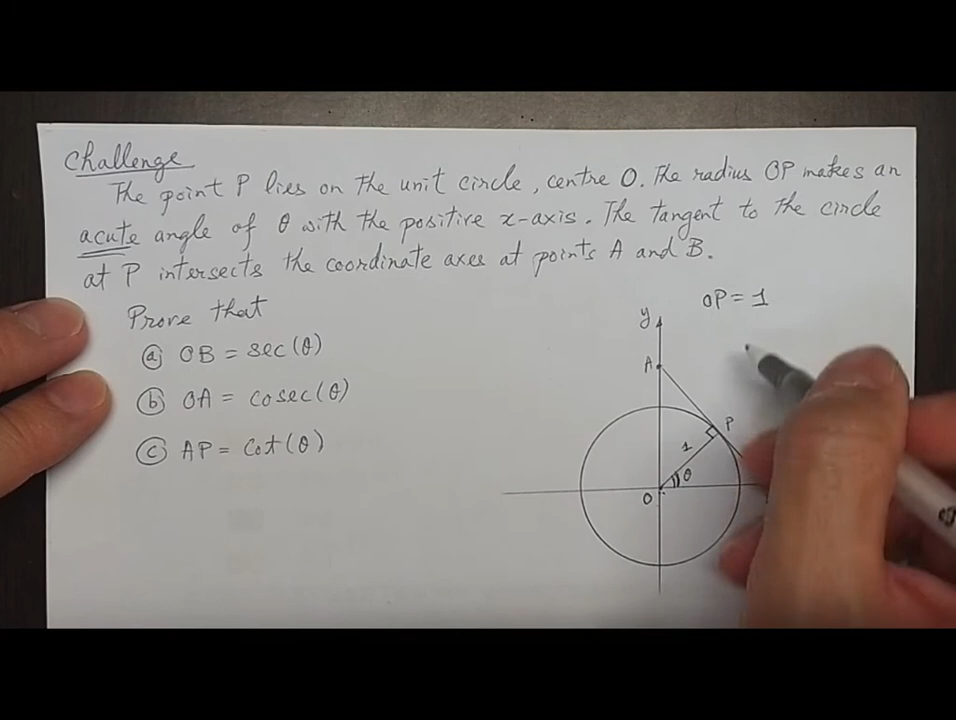 Challenge
The point P lies on the unit circle, centre O. The radius OP makes an
acute angle of θ with the positive x-axis. The tangent to the circle
at P intersects the coordinate axes at points A and B.
Prove that
(a) OB = sec(θ)
(b) OA = cosec(θ)
(c) AP = cot(θ)
OP = 1
y
A
P
1
θ
O